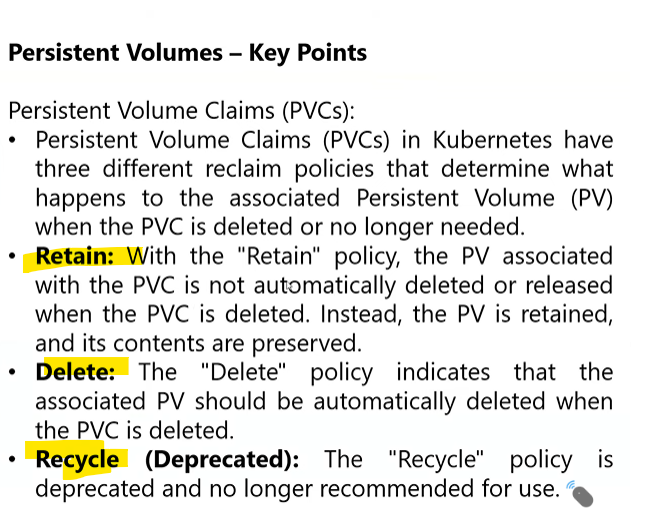 Persistent Volumes – Key Points
Persistent Volume Claims (PVCs):
• Persistent Volume Claims (PVCs) in Kubernetes have
three different reclaim policies that determine what
happens to the associated Persistent Volume (PV)
when the PVC is deleted or no longer needed.
• Retain: With the "Retain" policy, the PV associated
with the PVC is not automatically deleted or released
when the PVC is deleted. Instead, the PV is retained,
and its contents are preserved.
• Delete: The "Delete" policy indicates that the
associated PV should be automatically deleted when
the PVC is deleted.
• Recycle (Deprecated): The "Recycle" policy is
deprecated and no longer recommended for use.